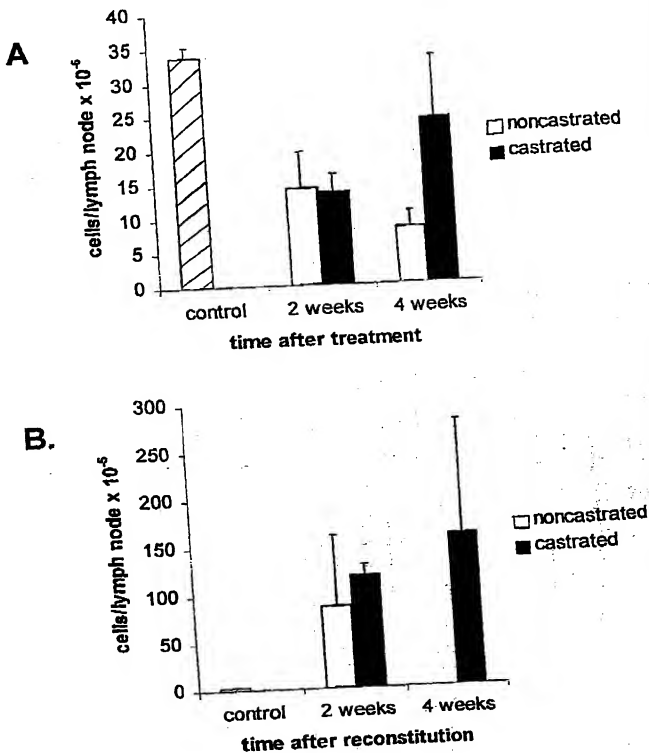 A
cells/lymph node x 10⁻⁶
40
35
30
25
20
15
10
5
0
control
2 weeks
4 weeks
time after treatment
noncastrated
castrated
B.
cells/lymph node x 10⁻⁵
300
250
200
150
100
50
0
control
2 weeks
4 weeks
time after reconstitution
noncastrated
castrated